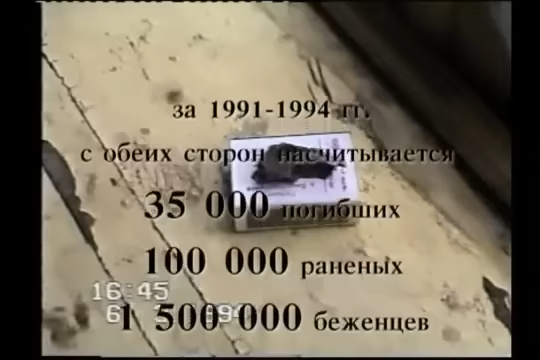 за 1991-1994 гг.
с обеих сторон насчитывается
35 000 погибших
100 000 раненых
16:45
1 500 000 беженцев